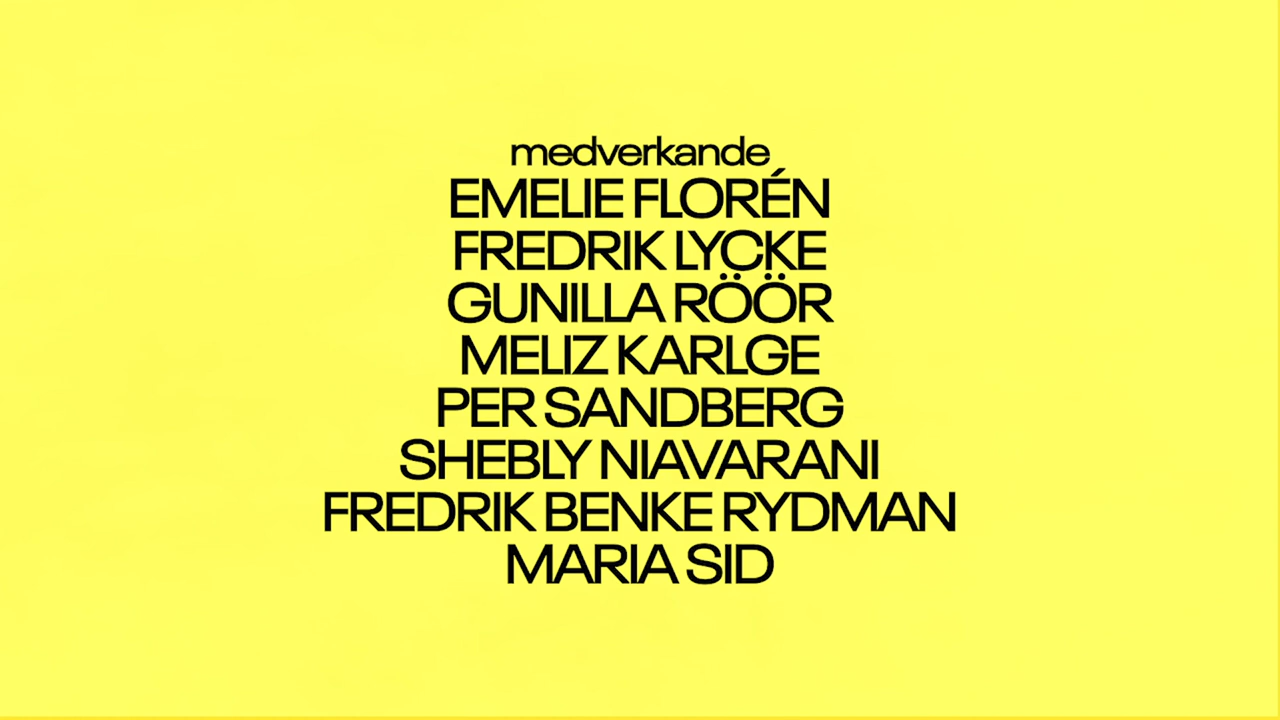 medverkande
EMELIE FLORÉN
FREDRIK LYCKE
GUNILLA RÖÖR
MELIZ KARLGE
PER SANDBERG
SHEBLY NIAVARANI
FREDRIK BENKE RYDMAN
MARIA SID